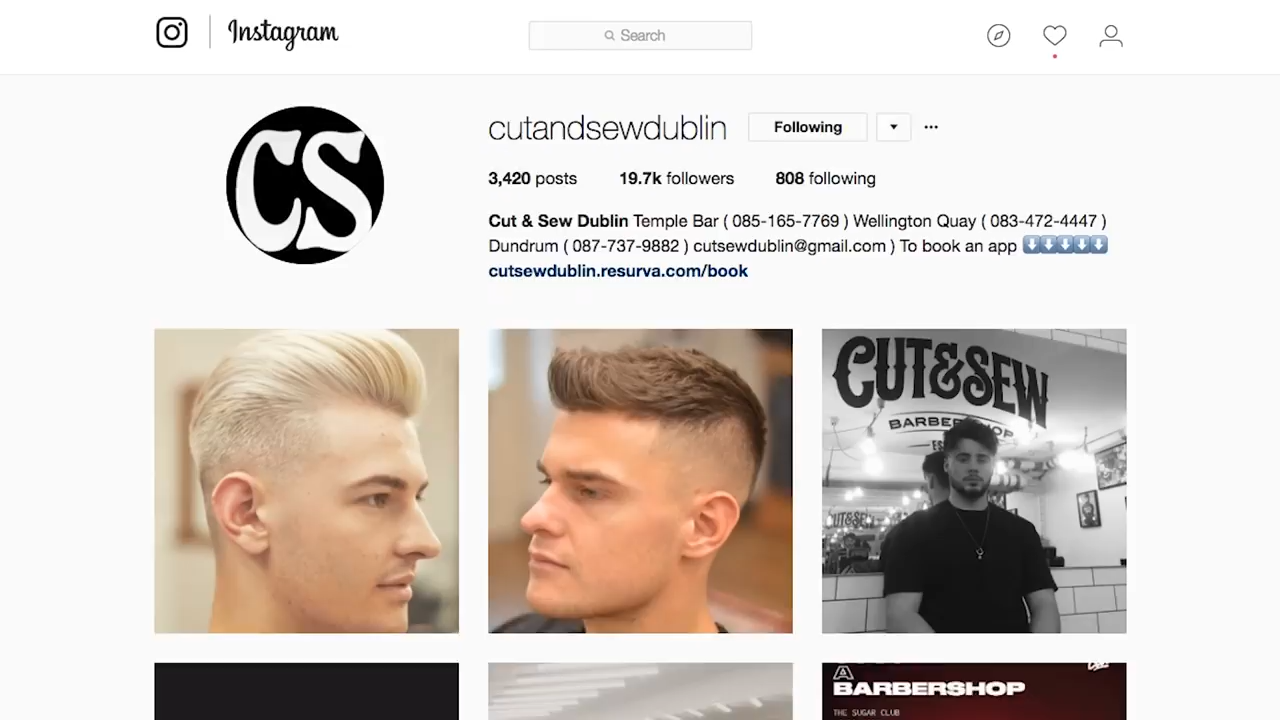 Instagram
Search
CS
cutandsewdublin
Following
3,420 posts 19.7k followers 808 following
Cut & Sew Dublin Temple Bar ( 085-165-7769 ) Wellington Quay ( 083-472-4447 )
Dundrum ( 087-737-9882 ) cutsewdublin@gmail.com ) To book an app ⬇️⬇️⬇️⬇️⬇️
cutsewdublin.resurva.com/book
CUT&SEW
BARBERSHOP
CUT&SEW
BARBERSHOP
THE SUGAR CLUB